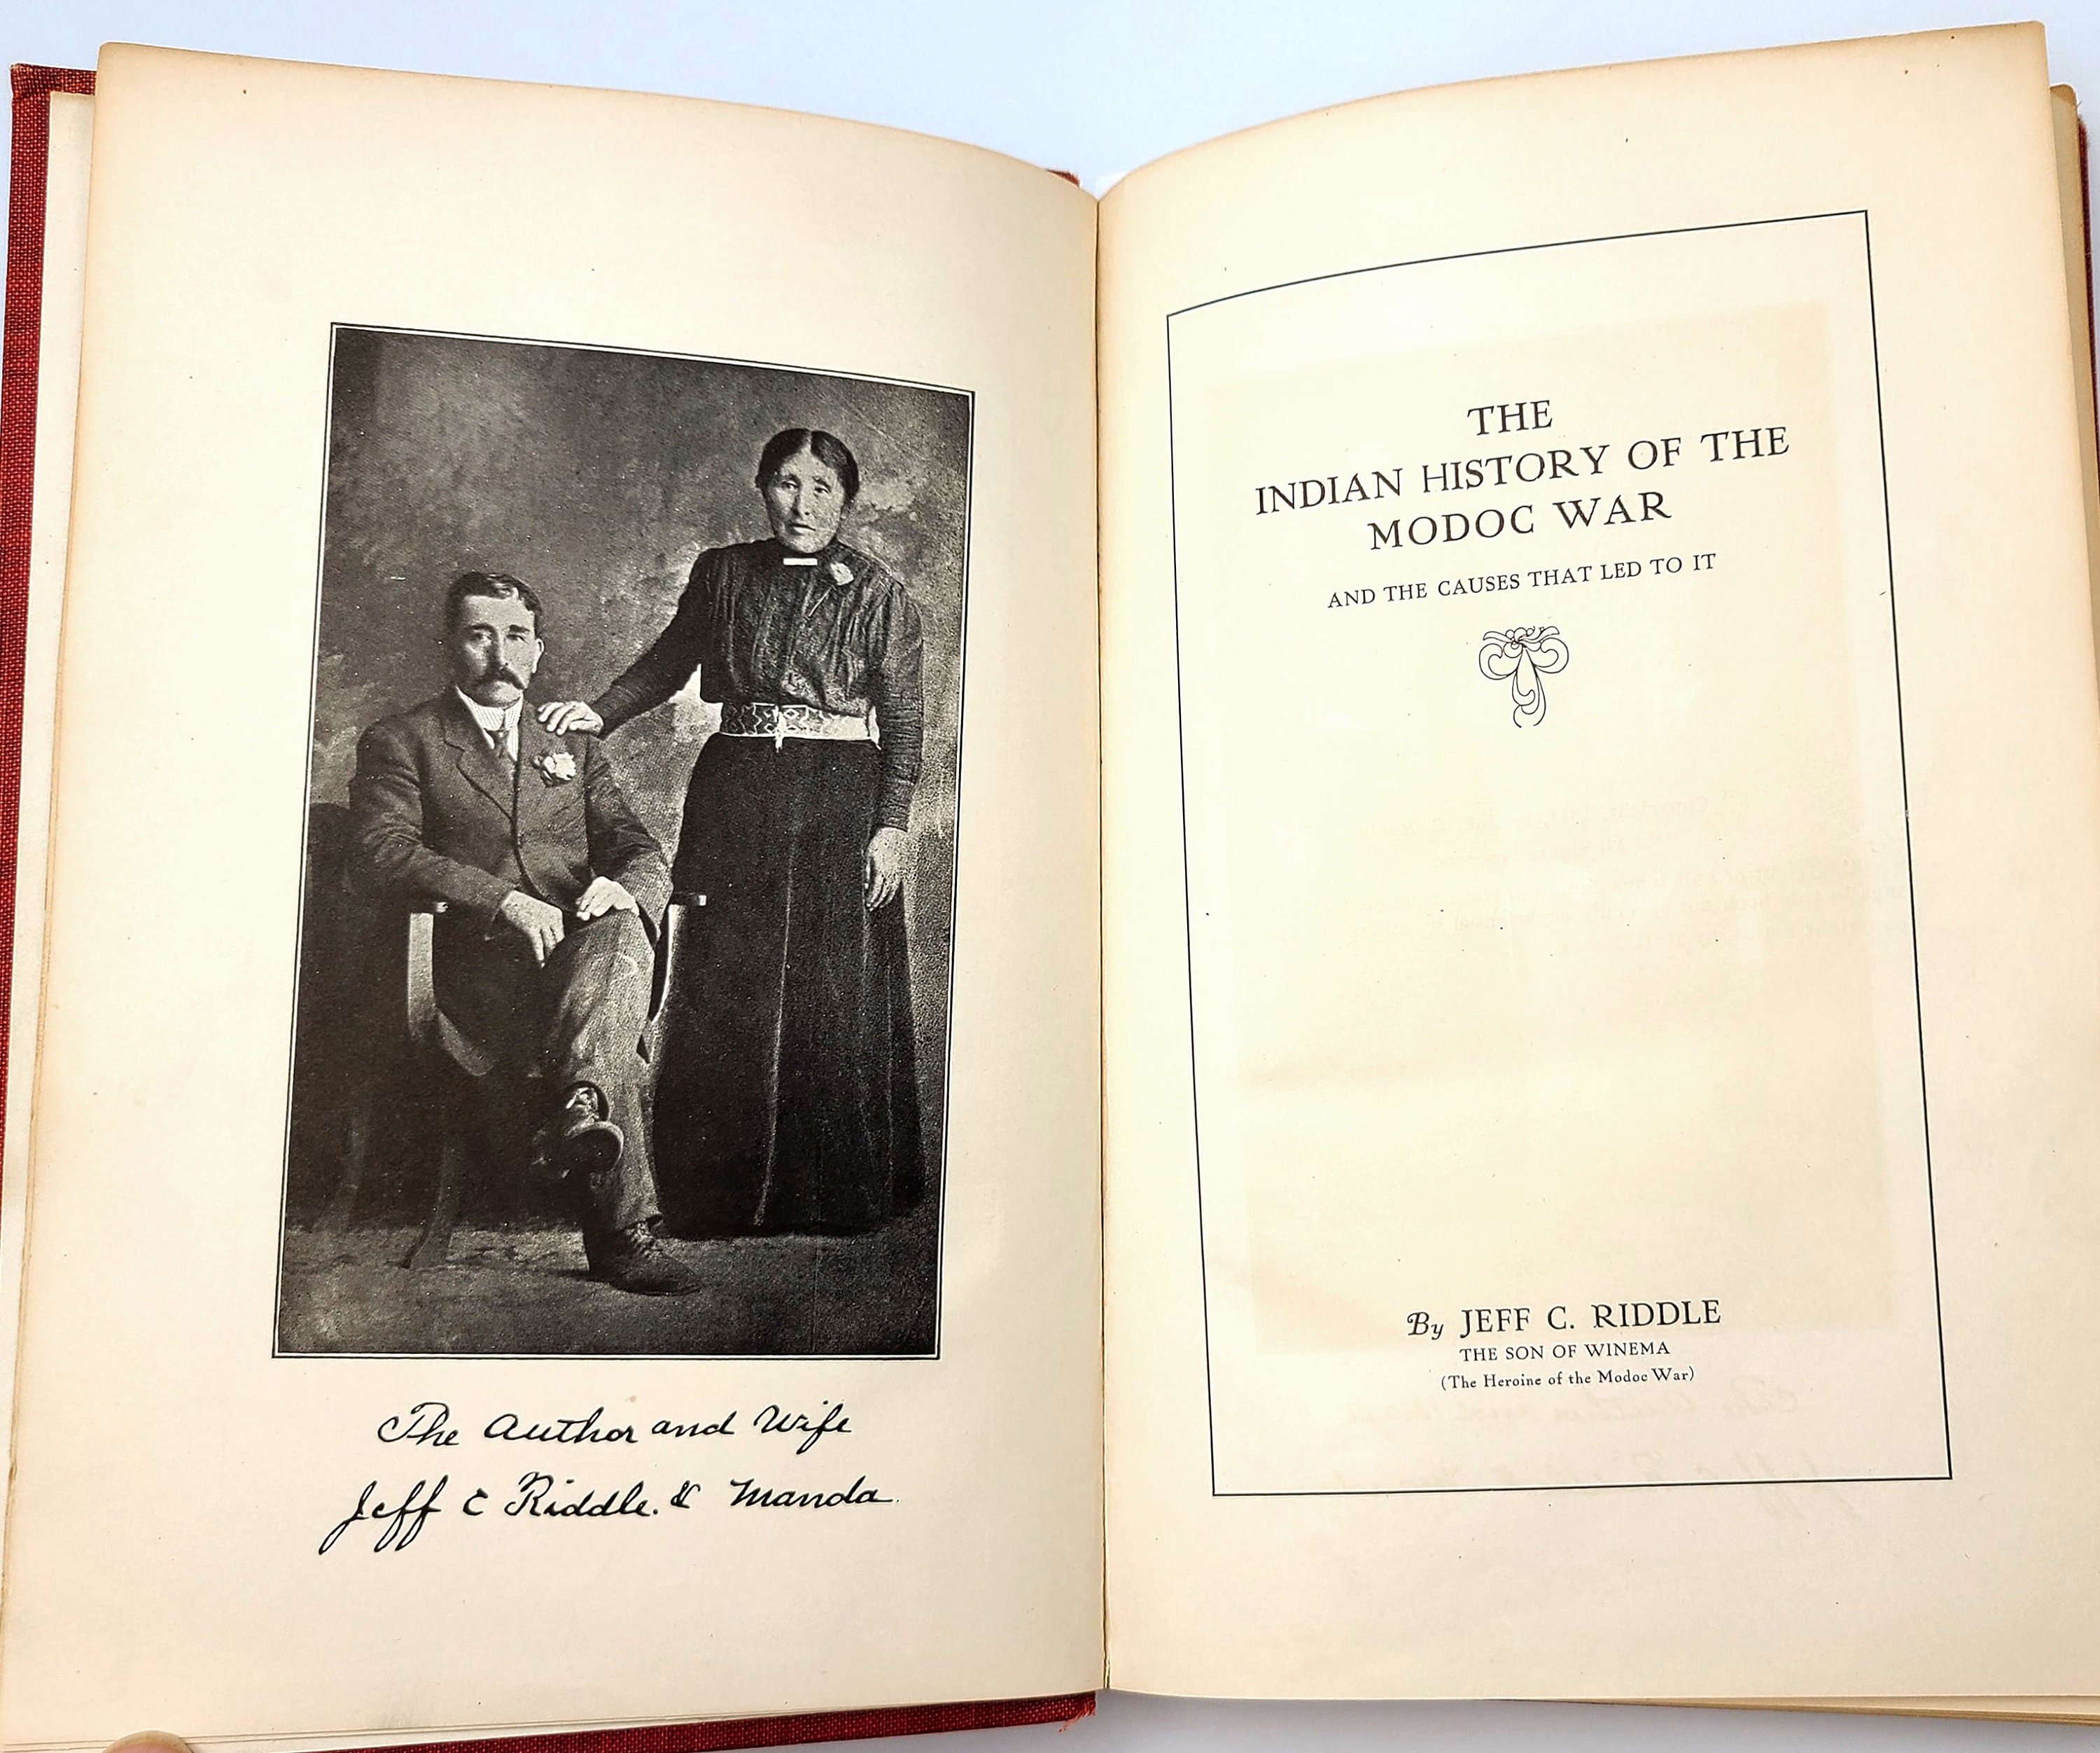 The Author and Wife
Jeff C Riddle. & Manda.
THE
INDIAN HISTORY OF THE
MODOC WAR
AND THE CAUSES THAT LED TO IT
By JEFF C. RIDDLE
THE SON OF WINEMA
(The Heroine of the Modoc War)